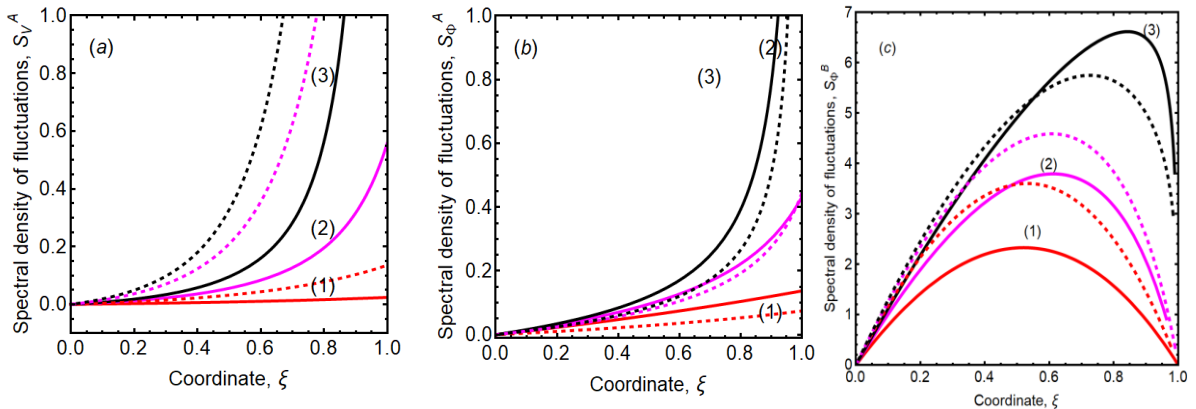 Spectral density of fluctuations, S_V^A
1.0
0.8
0.6
0.4
0.2
0.0
(a)
(3)
(2)
(1)
0.0 0.2 0.4 0.6 0.8 1.0
Coordinate, ξ
Spectral density of fluctuations, S_Φ^A
1.0
0.8
0.6
0.4
0.2
0.0
(b)
(2)
(3)
(1)
0.0 0.2 0.4 0.6 0.8 1.0
Coordinate, ξ
Spectral density of fluctuations, S_Φ^B
7
6
5
4
3
2
1
0
(c)
(3)
(2)
(1)
0.0 0.2 0.4 0.6 0.8 1.0
Coordinate, ξ